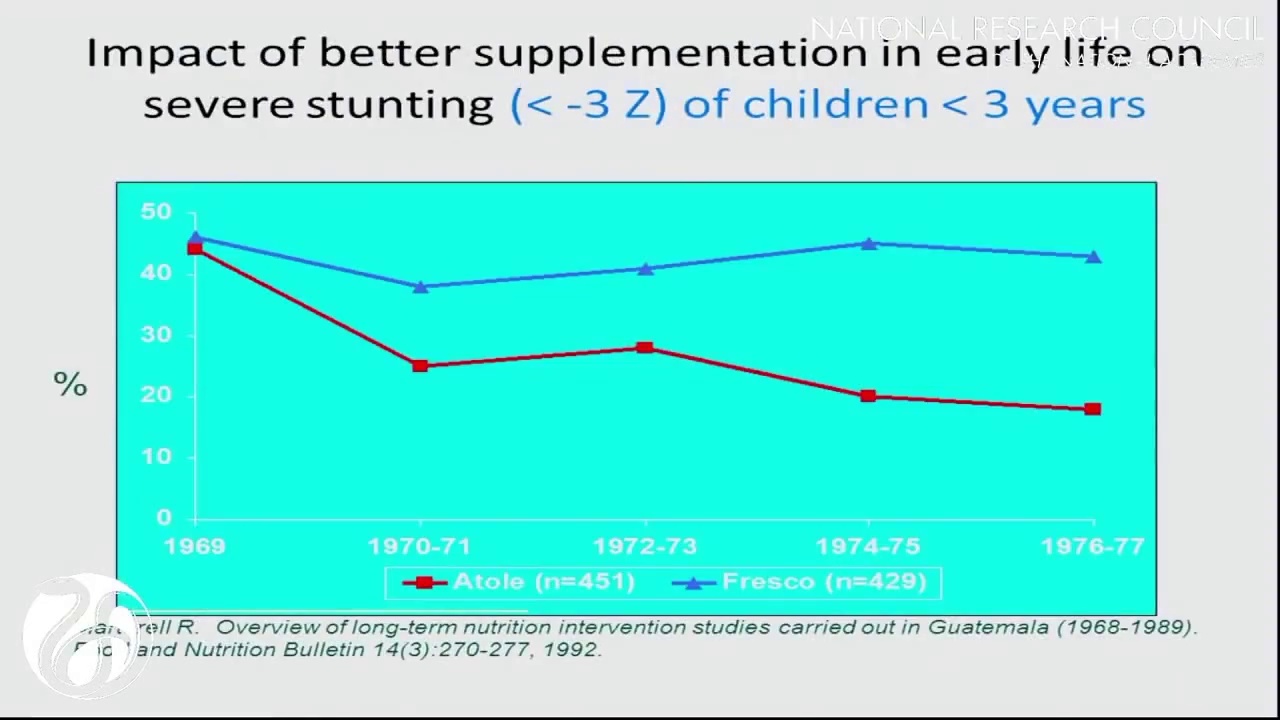 NATIONAL RESEARCH COUNCIL
Impact of better supplementation in early life on
severe stunting (< -3 Z) of children < 3 years
50
40
30
%
20
10
0
1969 1970-71 1972-73 1974-75 1976-77
Atole (n=451) Fresco (n=429)
R. Overview of long-term nutrition intervention studies carried out in Guatemala (1968-1989).
and Nutrition Bulletin 14(3):270-277, 1992.